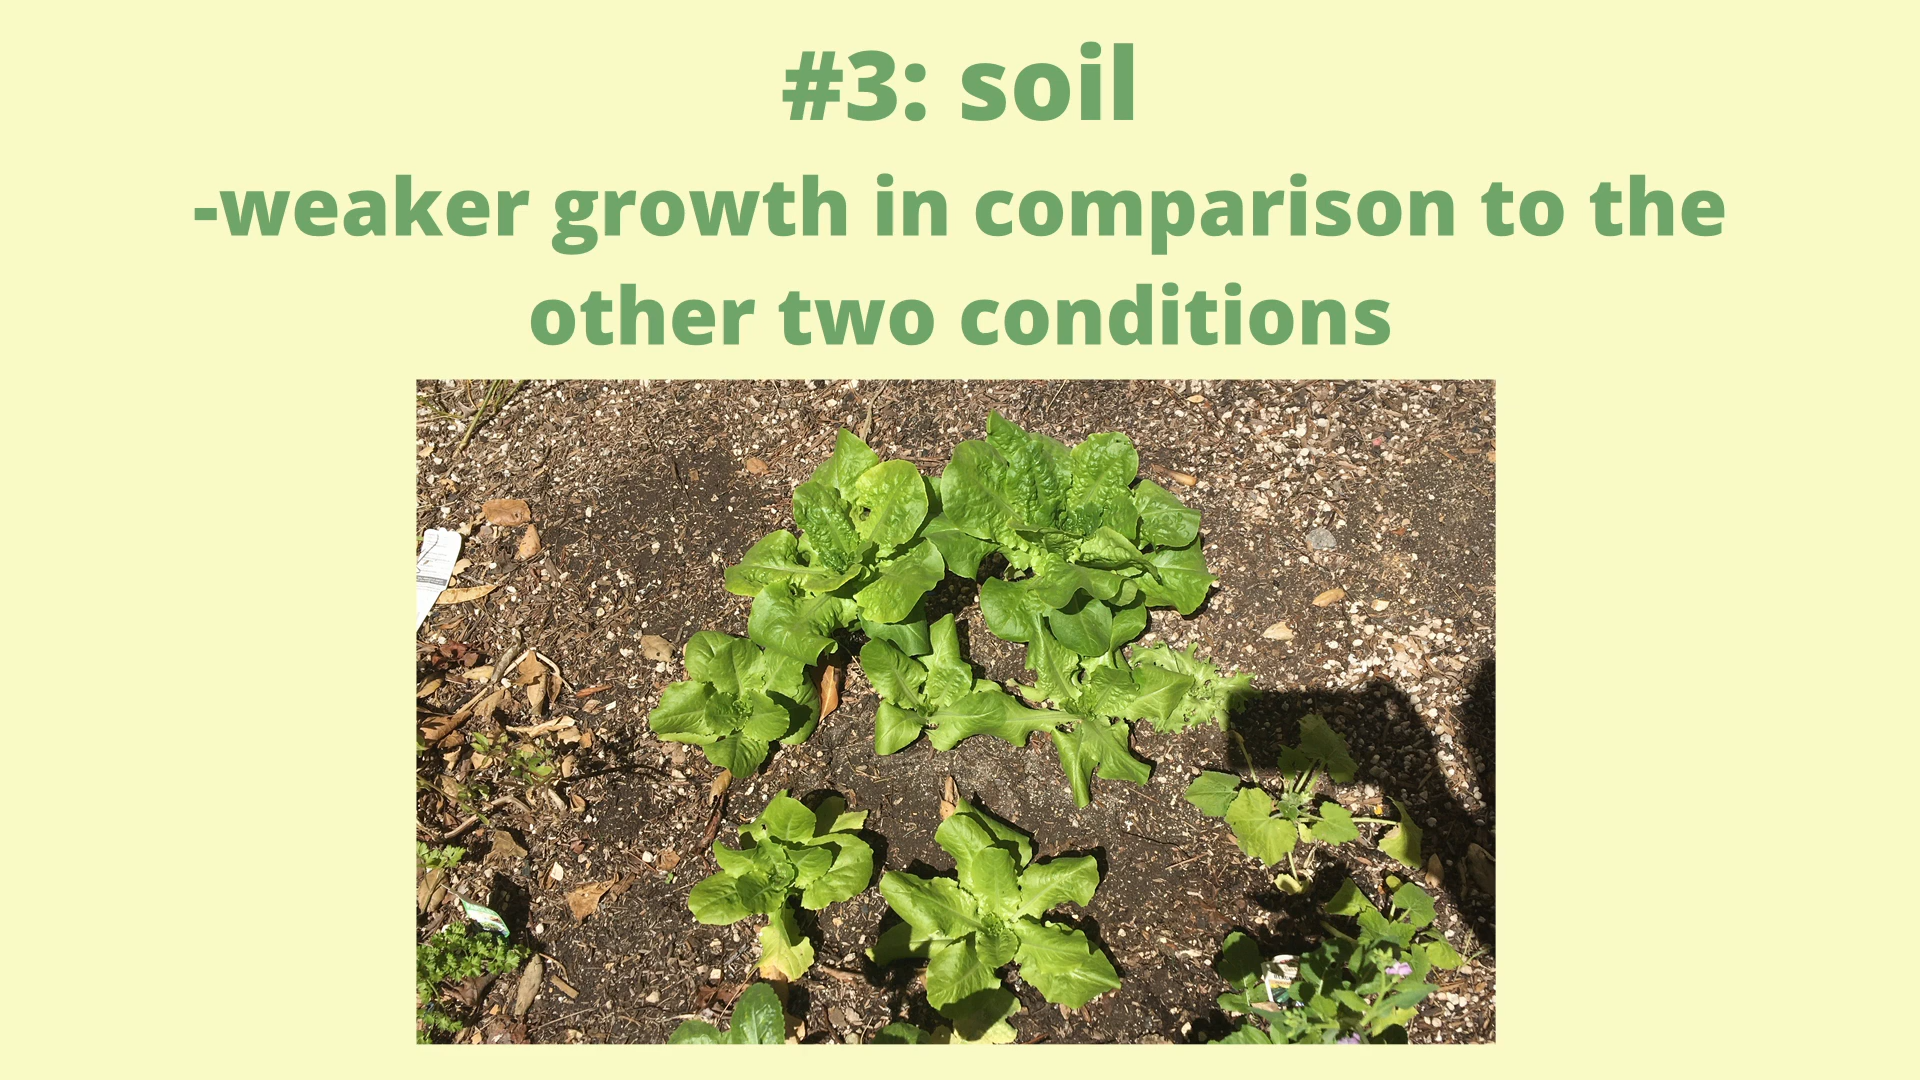 #3: soil
-weaker growth in comparison to the
other two conditions